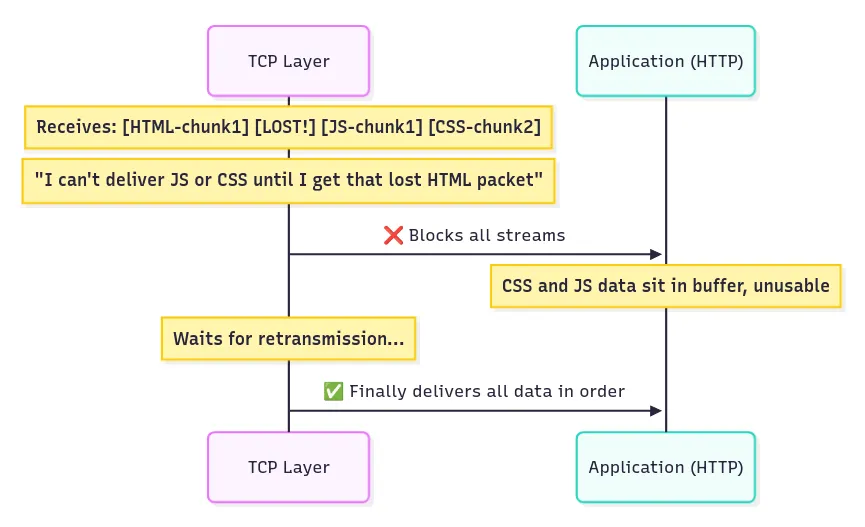 TCP Layer
Application (HTTP)
Receives: [HTML-chunk1] [LOST!] [JS-chunk1] [CSS-chunk2]
"I can't deliver JS or CSS until I get that lost HTML packet"
❌ Blocks all streams
CSS and JS data sit in buffer, unusable
Waits for retransmission...
✅ Finally delivers all data in order
TCP Layer
Application (HTTP)